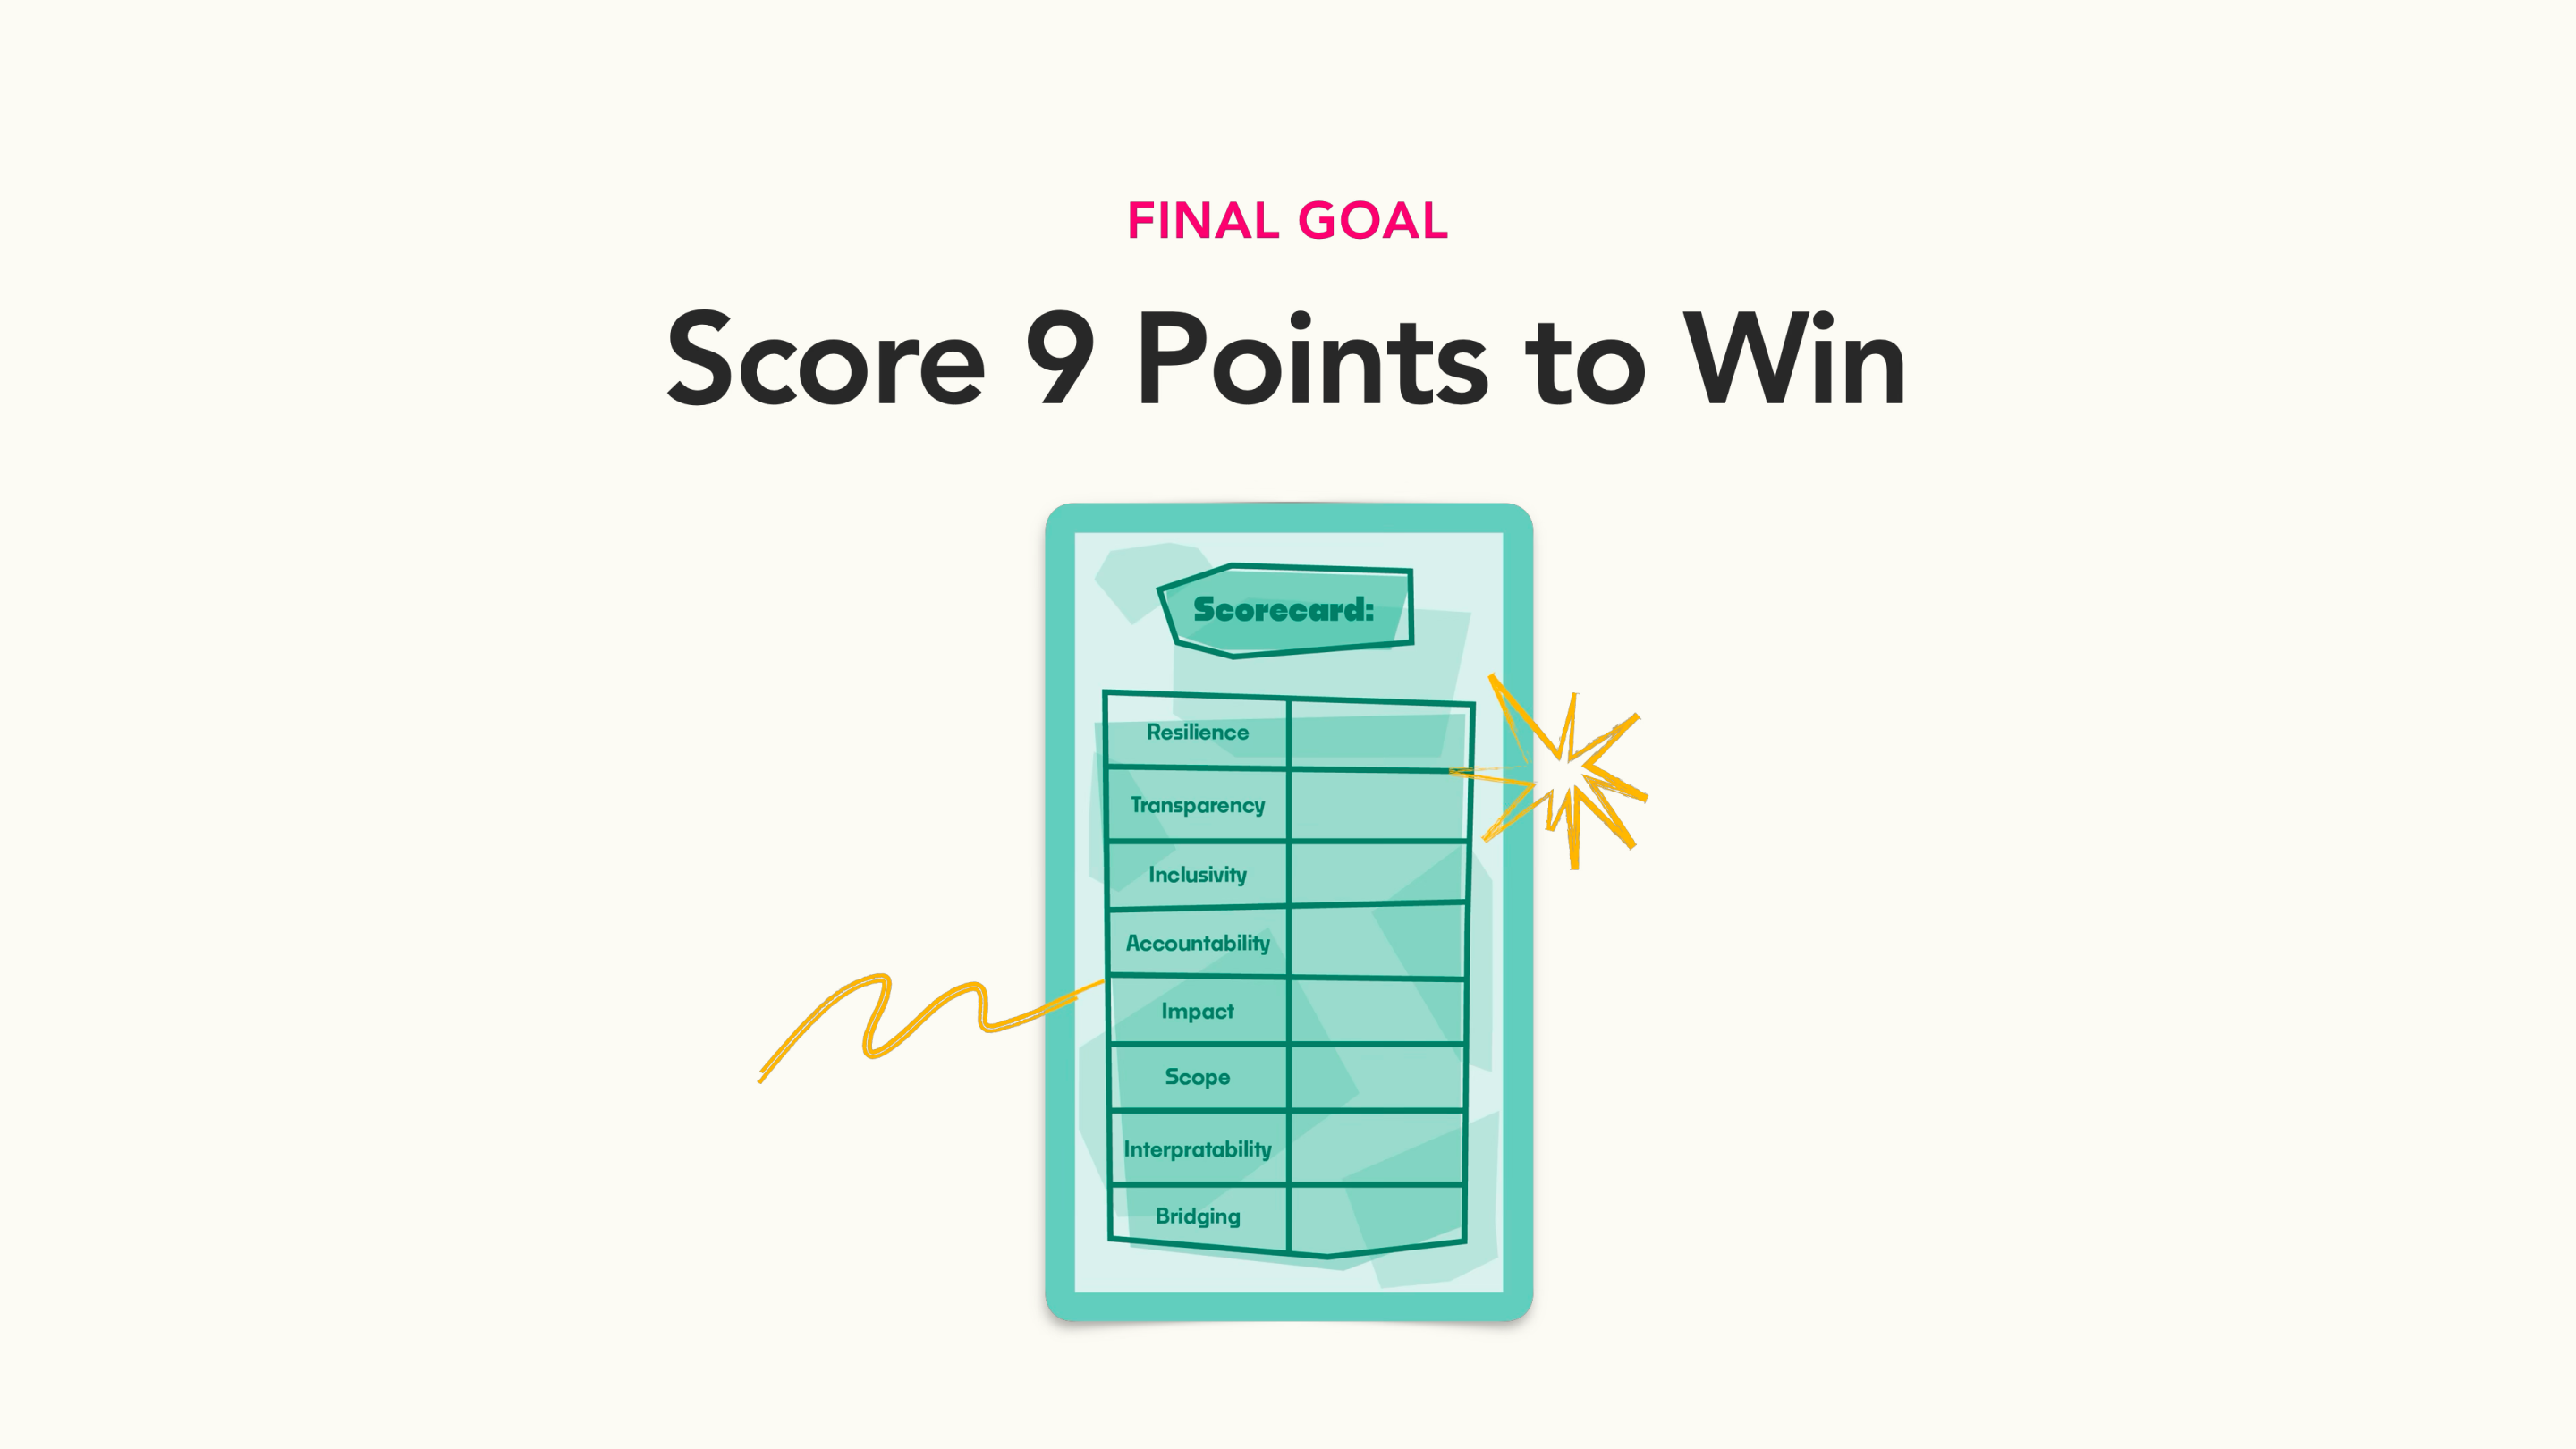 FINAL GOAL
Score 9 Points to Win
Scorecard:
Resilience
Transparency
Inclusivity
Accountability
Impact
Scope
Interpratability
Bridging